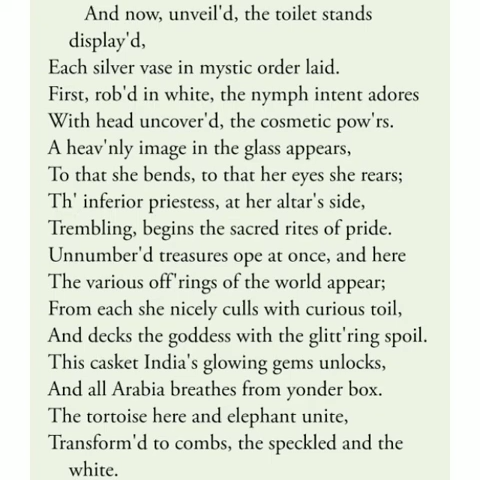 And now, unveil'd, the toilet stands
display'd,
Each silver vase in mystic order laid.
First, rob'd in white, the nymph intent adores
With head uncover'd, the cosmetic pow'rs.
A heav'nly image in the glass appears,
To that she bends, to that her eyes she rears;
Th' inferior priestess, at her altar's side,
Trembling, begins the sacred rites of pride.
Unnumber'd treasures ope at once, and here
The various off'rings of the world appear;
From each she nicely culls with curious toil,
And decks the goddess with the glitt'ring spoil.
This casket India's glowing gems unlocks,
And all Arabia breathes from yonder box.
The tortoise here and elephant unite,
Transform'd to combs, the speckled and the
white.